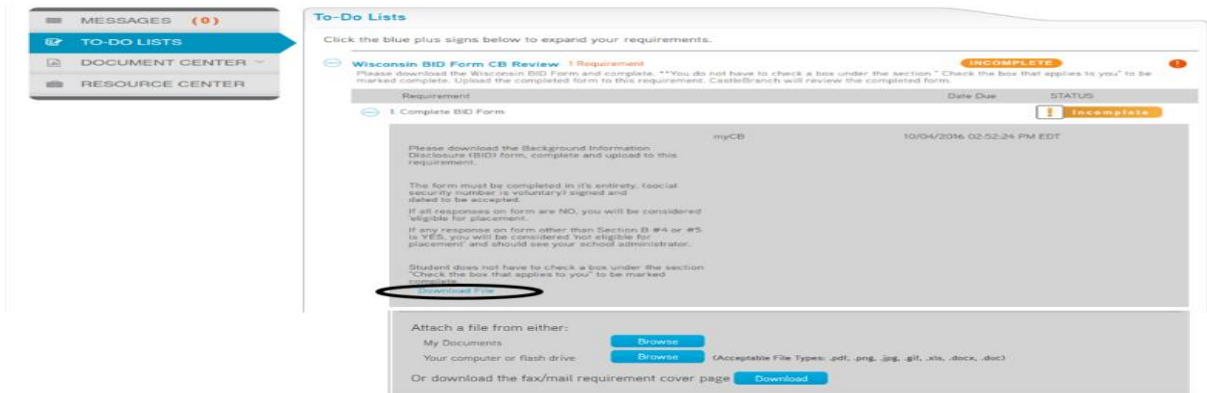 MESSAGES (0)
TO-DO LISTS
DOCUMENT CENTER
RESOURCE CENTER
To-Do Lists
Click the blue plus signs below to expand your requirements.
Wisconsin BID Form CB Review 1 Requirement INCOMPLETE !
Please download the Wisconsin BID Form and complete. **You do not have to check a box under the section " Check the box that applies to you" to be
marked complete. Upload the completed form to this requirement. CastleBranch will review the completed form.
Requirement Date Due STATUS
1. Complete BID Form ! Incomplete
myCB 10/04/2016 02:52:24 PM EDT
Please download the Background Information
Disclosure (BID) form, complete and upload to this
requirement.
The form must be completed in it's entirety, (social
security number is voluntary) signed and
dated to be accepted.
If all responses on form are NO, you will be considered
'eligible for placement.
If any response on form other than Section B #4 or #5
is YES, you will be considered 'not eligible for
placement' and should see your school administrator.
Student does not have to check a box under the section
"Check the box that applies to you" to be marked
complete.
Download File
Attach a file from either:
My Documents Browse
Your computer or flash drive Browse (Acceptable File Types: .pdf, .png, .jpg, .gif, .xls, .docx, .doc)
Or download the fax/mail requirement cover page Download